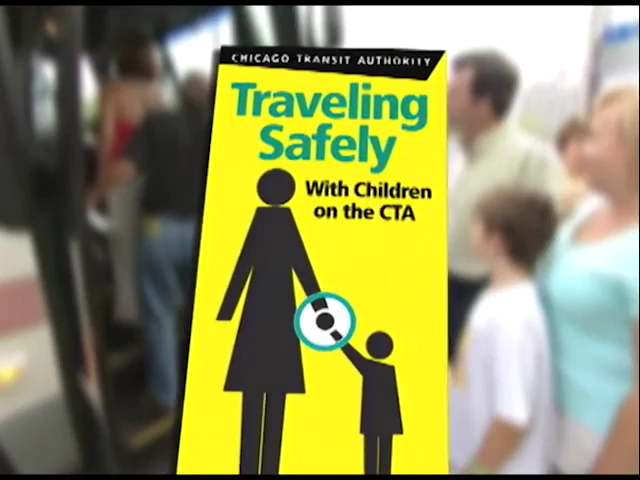 CHICAGO TRANSIT AUTHORITY
Traveling
Safely
With Children
on the CTA